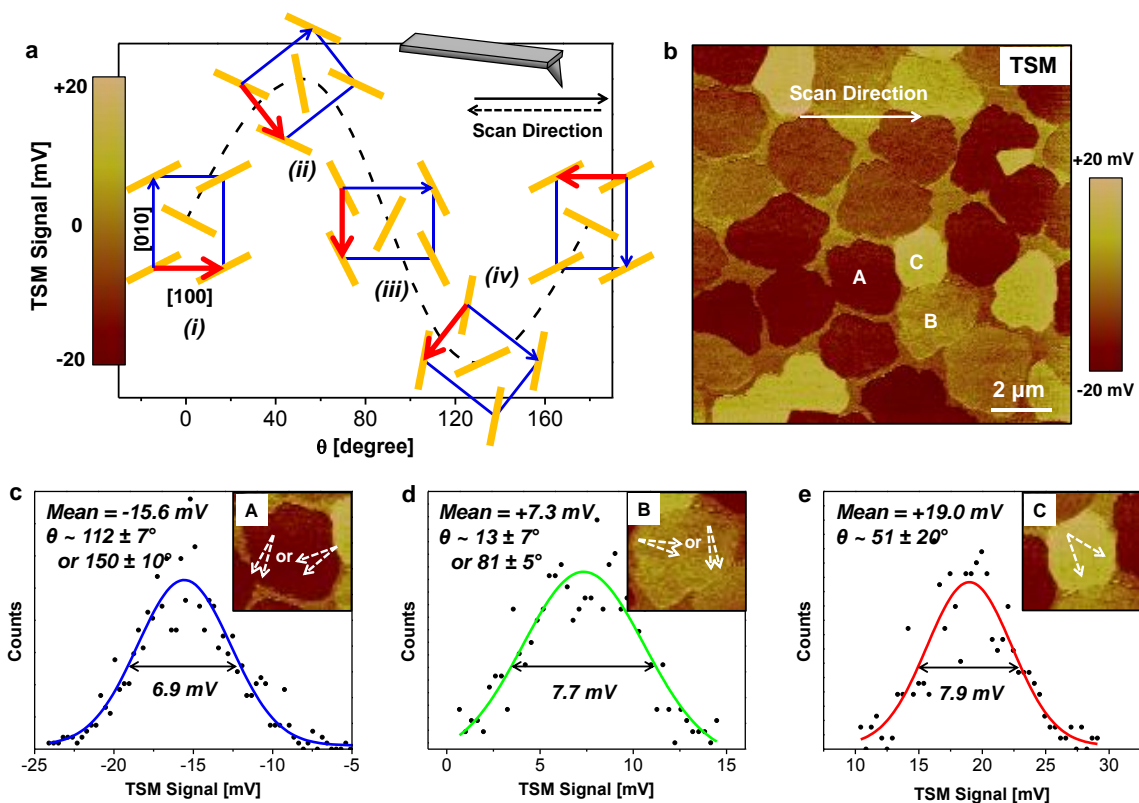 a
+20
0
-20
TSM Signal [mV]
[010]
[100]
(i)
(ii)
(iii)
(iv)
Scan Direction
0
40
80
120
160
θ [degree]
b
TSM
Scan Direction
A
C
B
2 µm
+20 mV
-20 mV
c
Mean = -15.6 mV
θ ~ 112 ± 7°
or 150 ± 10°
A
or
6.9 mV
Counts
-25
-20
-15
-10
-5
TSM Signal [mV]
d
Mean = +7.3 mV
θ ~ 13 ± 7°
or 81 ± 5°
B
or
7.7 mV
Counts
0
5
10
15
TSM Signal [mV]
e
Mean = +19.0 mV
θ ~ 51 ± 20°
C
7.9 mV
Counts
10
15
20
25
30
TSM Signal [mV]